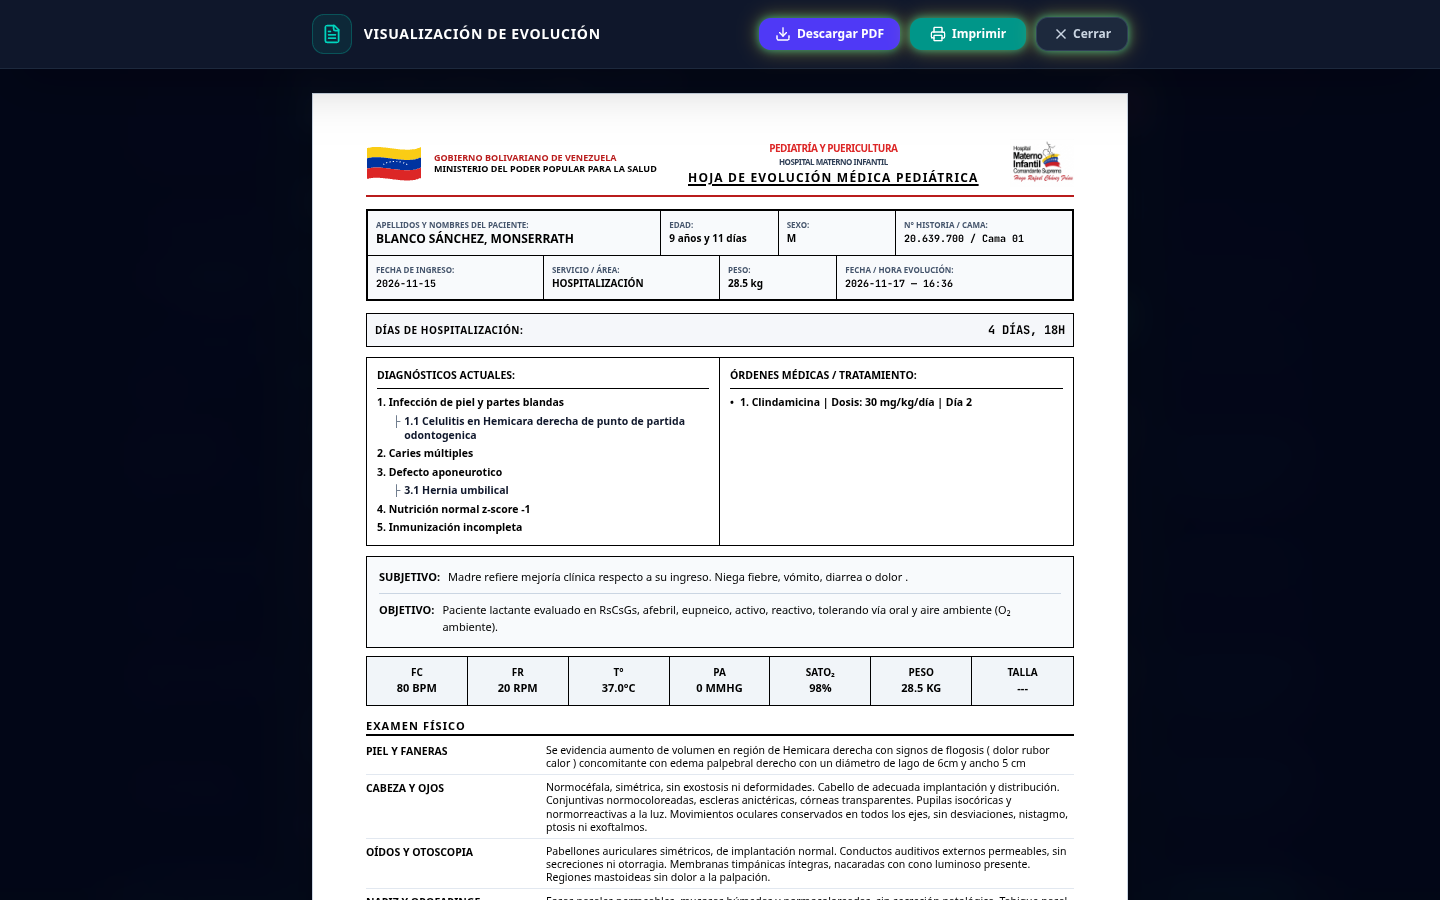 VISUALIZACIÓN DE EVOLUCIÓN
Descargar PDF
Imprimir
Cerrar
GOBIERNO BOLIVARIANO DE VENEZUELA
MINISTERIO DEL PODER POPULAR PARA LA SALUD
PEDIATRÍA Y PUERICULTURA
HOSPITAL MATERNO INFANTIL
HOJA DE EVOLUCIÓN MÉDICA PEDIÁTRICA
Hospital
Materno
Infantil
Comandante Supremo
Hugo Rafael Chávez Frías
APELLIDOS Y NOMBRES DEL PACIENTE:
BLANCO SÁNCHEZ, MONSERRATH
EDAD:
9 años y 11 días
SEXO:
M
Nº HISTORIA / CAMA:
20.639.700 / Cama 01
FECHA DE INGRESO:
2026-11-15
SERVICIO / ÁREA:
HOSPITALIZACIÓN
PESO:
28.5 kg
FECHA / HORA EVOLUCIÓN:
2026-11-17 — 16:36
DÍAS DE HOSPITALIZACIÓN:
4 DÍAS, 18H
DIAGNÓSTICOS ACTUALES:
1. Infección de piel y partes blandas
├ 1.1 Celulitis en Hemicara derecha de punto de partida
odontogenica
2. Caries múltiples
3. Defecto aponeurotico
├ 3.1 Hernia umbilical
4. Nutrición normal z-score -1
5. Inmunización incompleta
ÓRDENES MÉDICAS / TRATAMIENTO:
• 1. Clindamicina | Dosis: 30 mg/kg/día | Día 2
SUBJETIVO: Madre refiere mejoría clínica respecto a su ingreso. Niega fiebre, vómito, diarrea o dolor .
OBJETIVO: Paciente lactante evaluado en RsCsGs, afebril, eupneico, activo, reactivo, tolerando vía oral y aire ambiente (O₂
ambiente).
FC
80 BPM
FR
20 RPM
Tº
37.0ºC
PA
0 MMHG
SATO₂
98%
PESO
28.5 KG
TALLA
---
EXAMEN FÍSICO
PIEL Y FANERAS
Se evidencia aumento de volumen en región de Hemicara derecha con signos de flogosis ( dolor rubor
calor ) concomitante con edema palpebral derecho con un diámetro de lago de 6cm y ancho 5 cm
CABEZA Y OJOS
Normocéfala, simétrica, sin exostosis ni deformidades. Cabello de adecuada implantación y distribución.
Conjuntivas normocoloreadas, escleras anictéricas, córneas transparentes. Pupilas isocóricas y
normorreactivas a la luz. Movimientos oculares conservados en todos los ejes, sin desviaciones, nistagmo,
ptosis ni exoftalmos.
OÍDOS Y OTOSCOPIA
Pabellones auriculares simétricos, de implantación normal. Conductos auditivos externos permeables, sin
secreciones ni otorragia. Membranas timpánicas íntegras, nacaradas con cono luminoso presente.
Regiones mastoideas sin dolor a la palpación.